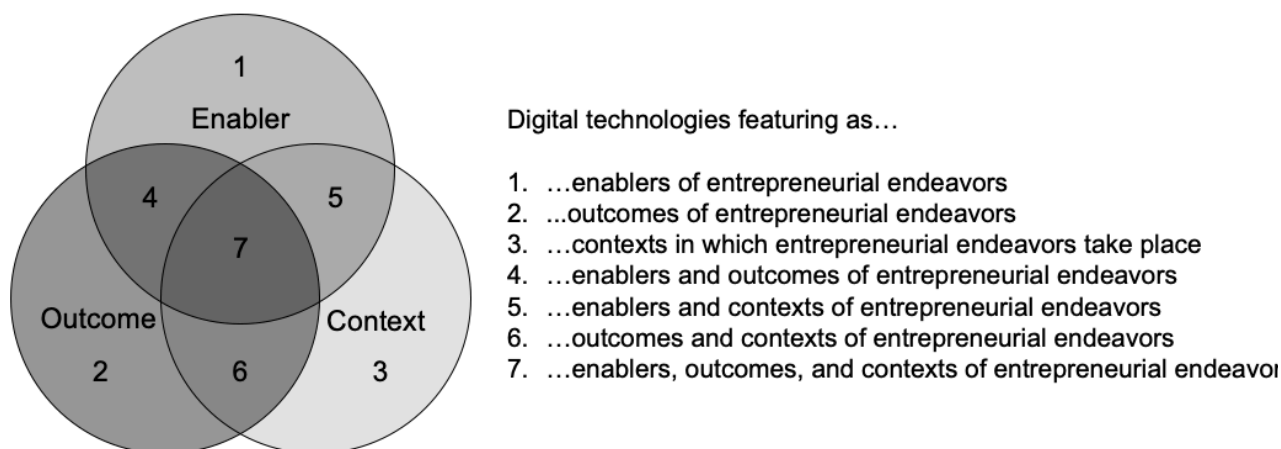 1
Enabler
4
5
7
Outcome
Context
2
6
3
Digital technologies featuring as…
1. …enablers of entrepreneurial endeavors
2. ...outcomes of entrepreneurial endeavors
3. …contexts in which entrepreneurial endeavors take place
4. …enablers and outcomes of entrepreneurial endeavors
5. …enablers and contexts of entrepreneurial endeavors
6. …outcomes and contexts of entrepreneurial endeavors
7. …enablers, outcomes, and contexts of entrepreneurial endeavor